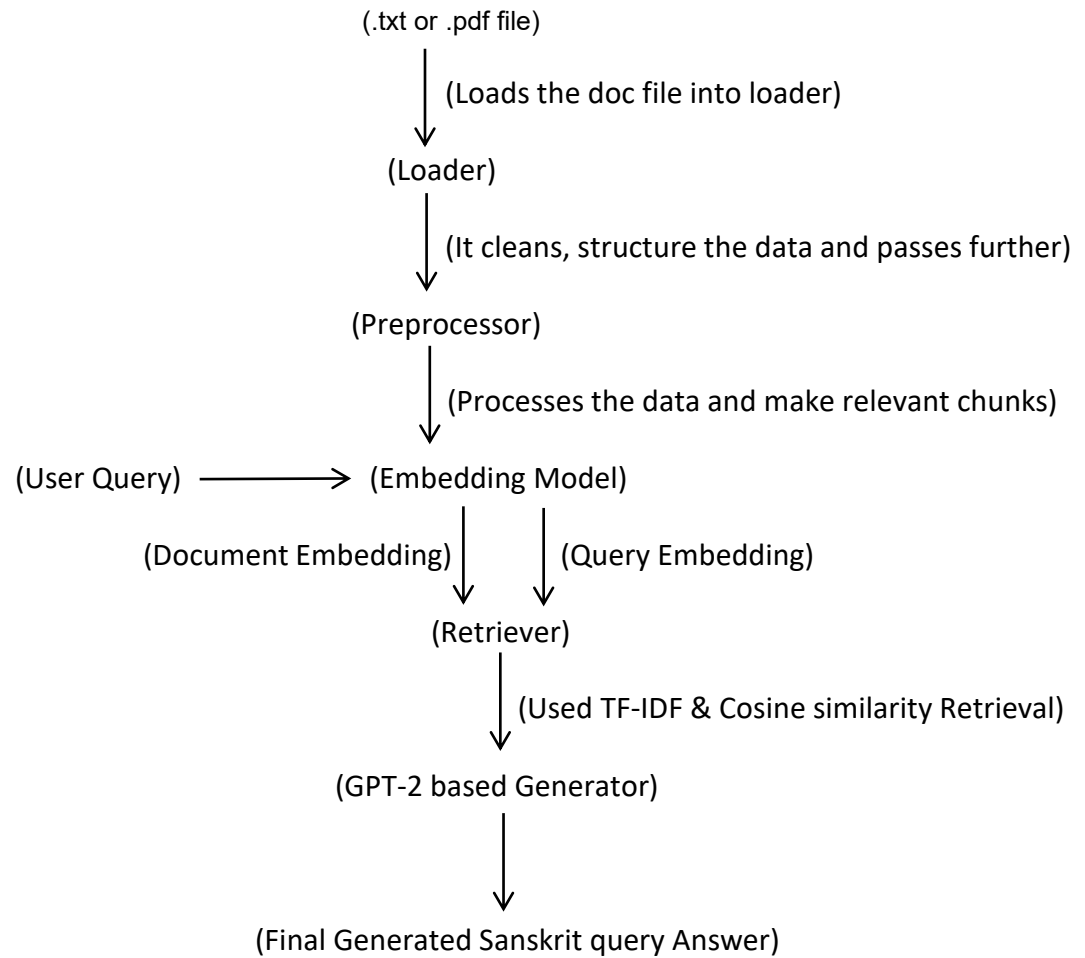 (.txt or .pdf file)
(Loads the doc file into loader)
(Loader)
(It cleans, structure the data and passes further)
(Preprocessor)
(Processes the data and make relevant chunks)
(User Query)
(Embedding Model)
(Document Embedding)
(Query Embedding)
(Retriever)
(Used TF-IDF & Cosine similarity Retrieval)
(GPT-2 based Generator)
(Final Generated Sanskrit query Answer)